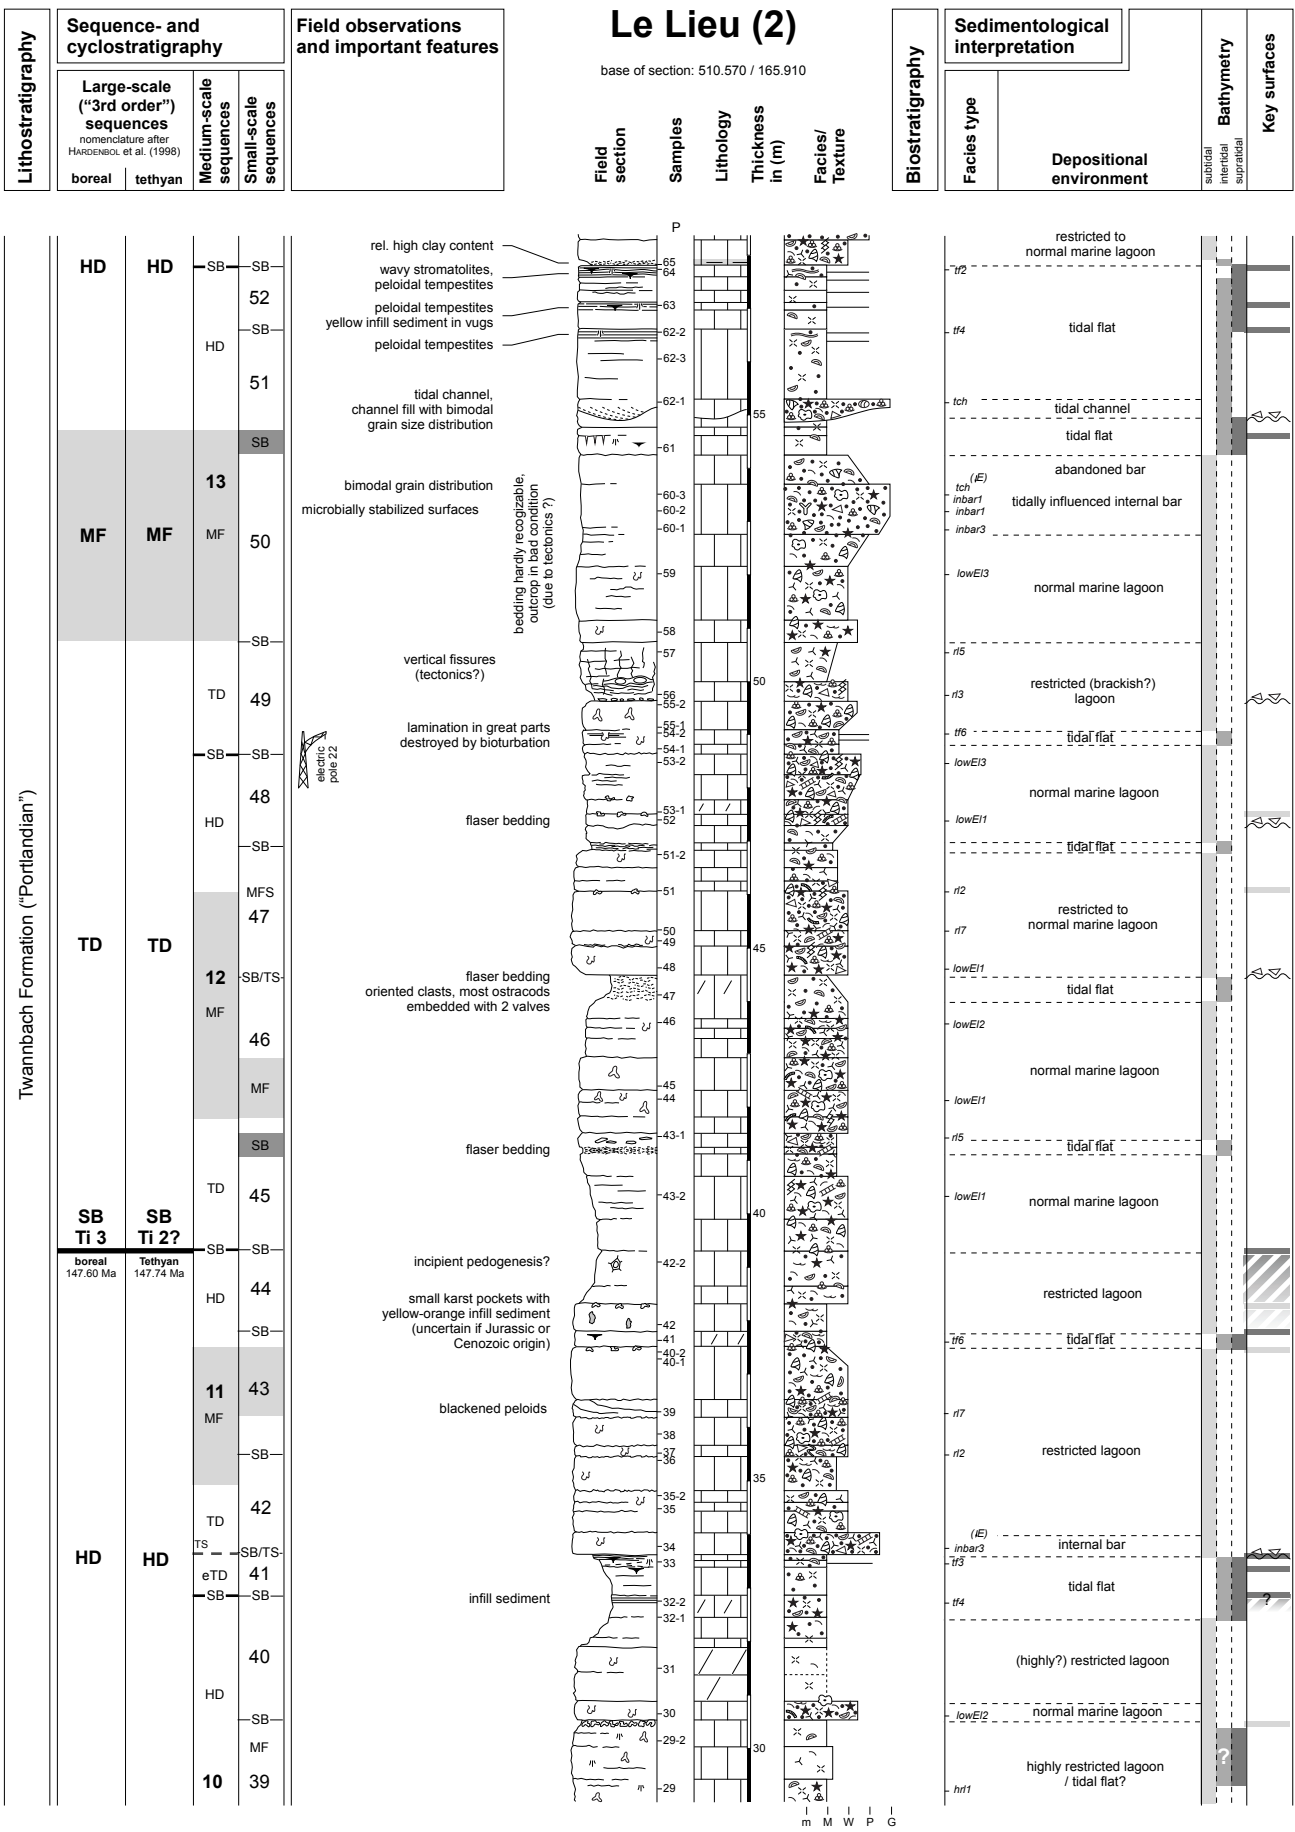 Le Lieu (2)
base of section: 510.570 / 165.910
Lithostratigraphy
Sequence- and
cyclostratigraphy
Large-scale
("3rd order")
sequences
nomenclature after
HARDENBOL et al. (1998)
boreal
tethyan
Medium-scale
sequences
Small-scale
sequences
Field observations
and important features
Field
section
Samples
Lithology
Thickness
in (m)
Facies/
Texture
Biostratigraphy
Sedimentological
interpretation
Facies type
Depositional
environment
Bathymetry
subtidal
intertidal
supratidal
Key surfaces
Twannbach Formation ("Portlandian")
HD
MF
TD
SB
Ti 3
boreal
147.60 Ma
HD
HD
MF
TD
SB
Ti 2?
Tethyan
147.74 Ma
HD
SB
HD
13
MF
TD
SB
HD
12
MF
TD
SB
HD
11
MF
TD
TS
eTD
SB
HD
10
SB
52
SB
51
SB
50
SB
49
SB
48
SB
MFS
47
SB/TS
46
MF
SB
45
SB
44
SB
43
SB
42
SB/TS
41
SB
40
SB
MF
39
rel. high clay content
wavy stromatolites,
peloidal tempestites
peloidal tempestites
yellow infill sediment in vugs
peloidal tempestites
tidal channel,
channel fill with bimodal
grain size distribution
bimodal grain distribution
microbially stabilized surfaces
bedding hardly recogizable,
outcrop in bad condition
(due to tectonics ?)
vertical fissures
(tectonics?)
lamination in great parts
destroyed by bioturbation
electric
pole 22
flaser bedding
flaser bedding
oriented clasts, most ostracods
embedded with 2 valves
flaser bedding
incipient pedogenesis?
small karst pockets with
yellow-orange infill sediment
(uncertain if Jurassic or
Cenozoic origin)
blackened peloids
infill sediment
P
65
64
63
62-2
62-3
62-1
61
60-3
60-2
60-1
59
58
57
56
55-2
55-1
54-2
54-1
53-2
53-1
52
51-2
51
50
49
48
47
46
45
44
43-1
43-2
42-2
42
41
40-2
40-1
39
38
37
36
35-2
35
34
33
32-2
32-1
31
30
29-2
29
55
50
45
40
35
30
m M W P G
tf2
tf4
tch
(IE)
tch
inbar1
inbar1
inbar3
lowEl3
rl5
rl3
tf6
lowEl3
lowEl1
rl2
rl7
lowEl1
lowEl2
lowEl1
rl5
lowEl1
tf6
rl7
rl2
(IE)
inbar3
tf3
tf4
lowEl2
hrl1
restricted to
normal marine lagoon
tidal flat
tidal channel
tidal flat
abandoned bar
tidally influenced internal bar
normal marine lagoon
restricted (brackish?)
lagoon
tidal flat
normal marine lagoon
tidal flat
restricted to
normal marine lagoon
tidal flat
normal marine lagoon
tidal flat
normal marine lagoon
restricted lagoon
tidal flat
restricted lagoon
internal bar
tidal flat
(highly?) restricted lagoon
normal marine lagoon
highly restricted lagoon
/ tidal flat?
?
?